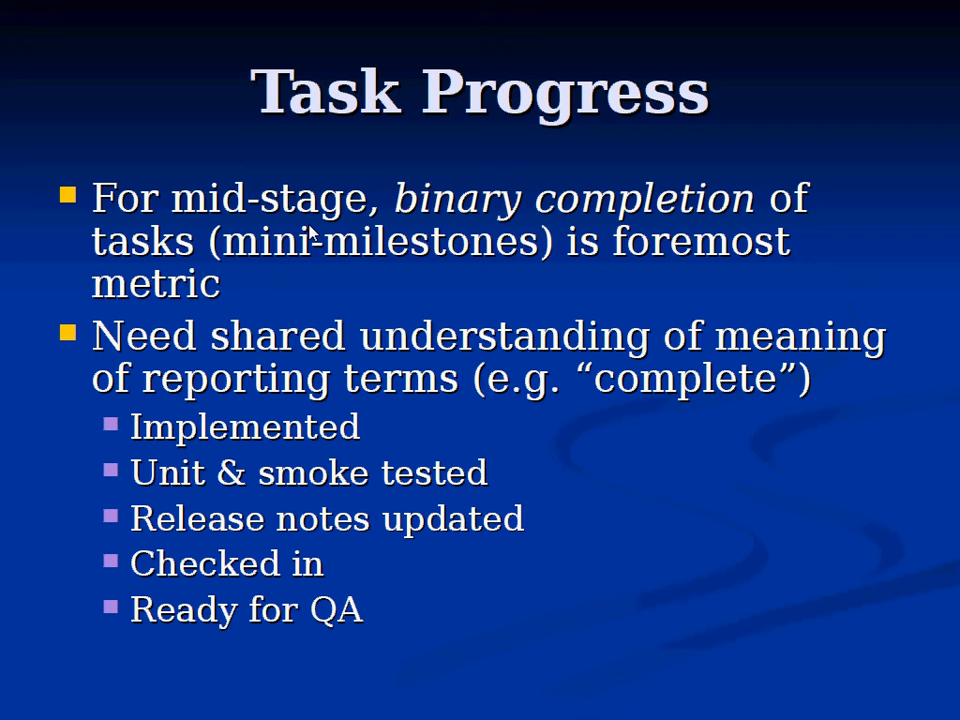 Task Progress
For mid-stage, binary completion of
tasks (mini-milestones) is foremost
metric
Need shared understanding of meaning
of reporting terms (e.g. “complete”)
Implemented
Unit & smoke tested
Release notes updated
Checked in
Ready for QA